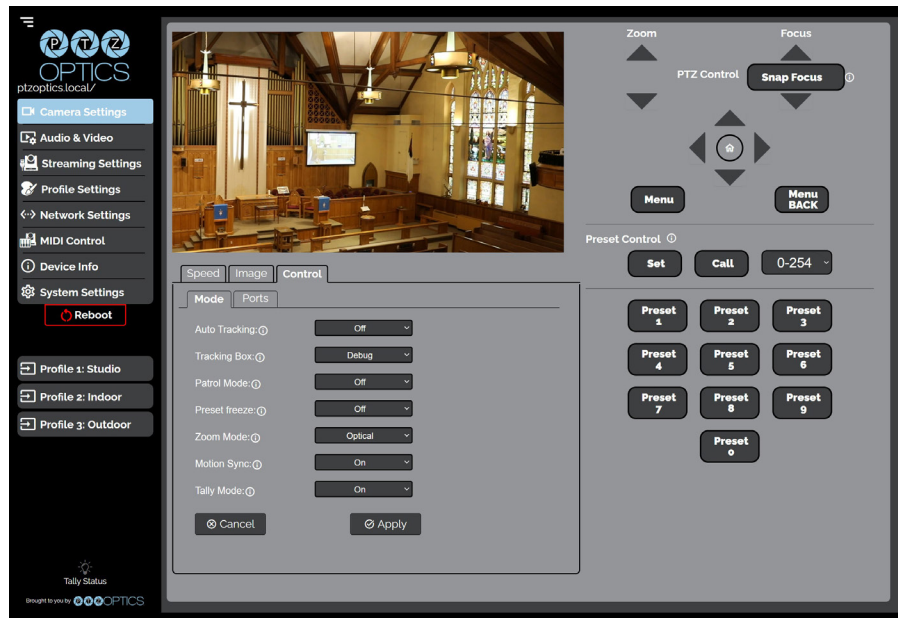 PTZ
OPTICS
ptzoptics.local/
Camera Settings
Audio & Video
Streaming Settings
Profile Settings
Network Settings
MIDI Control
Device Info
System Settings
Reboot
Profile 1: Studio
Profile 2: Indoor
Profile 3: Outdoor
Tally Status
Brought to you by PTZOPTICS
Speed Image Control
Mode Ports
Auto Tracking: Off
Tracking Box: Debug
Patrol Mode: Off
Preset freeze: Off
Zoom Mode: Optical
Motion Sync: On
Tally Mode: On
Cancel Apply
Zoom Focus
PTZ Control Snap Focus
Menu Menu
BACK
Preset Control
Set Call 0-254
Preset
1
Preset
2
Preset
3
Preset
4
Preset
5
Preset
6
Preset
7
Preset
8
Preset
9
Preset
0